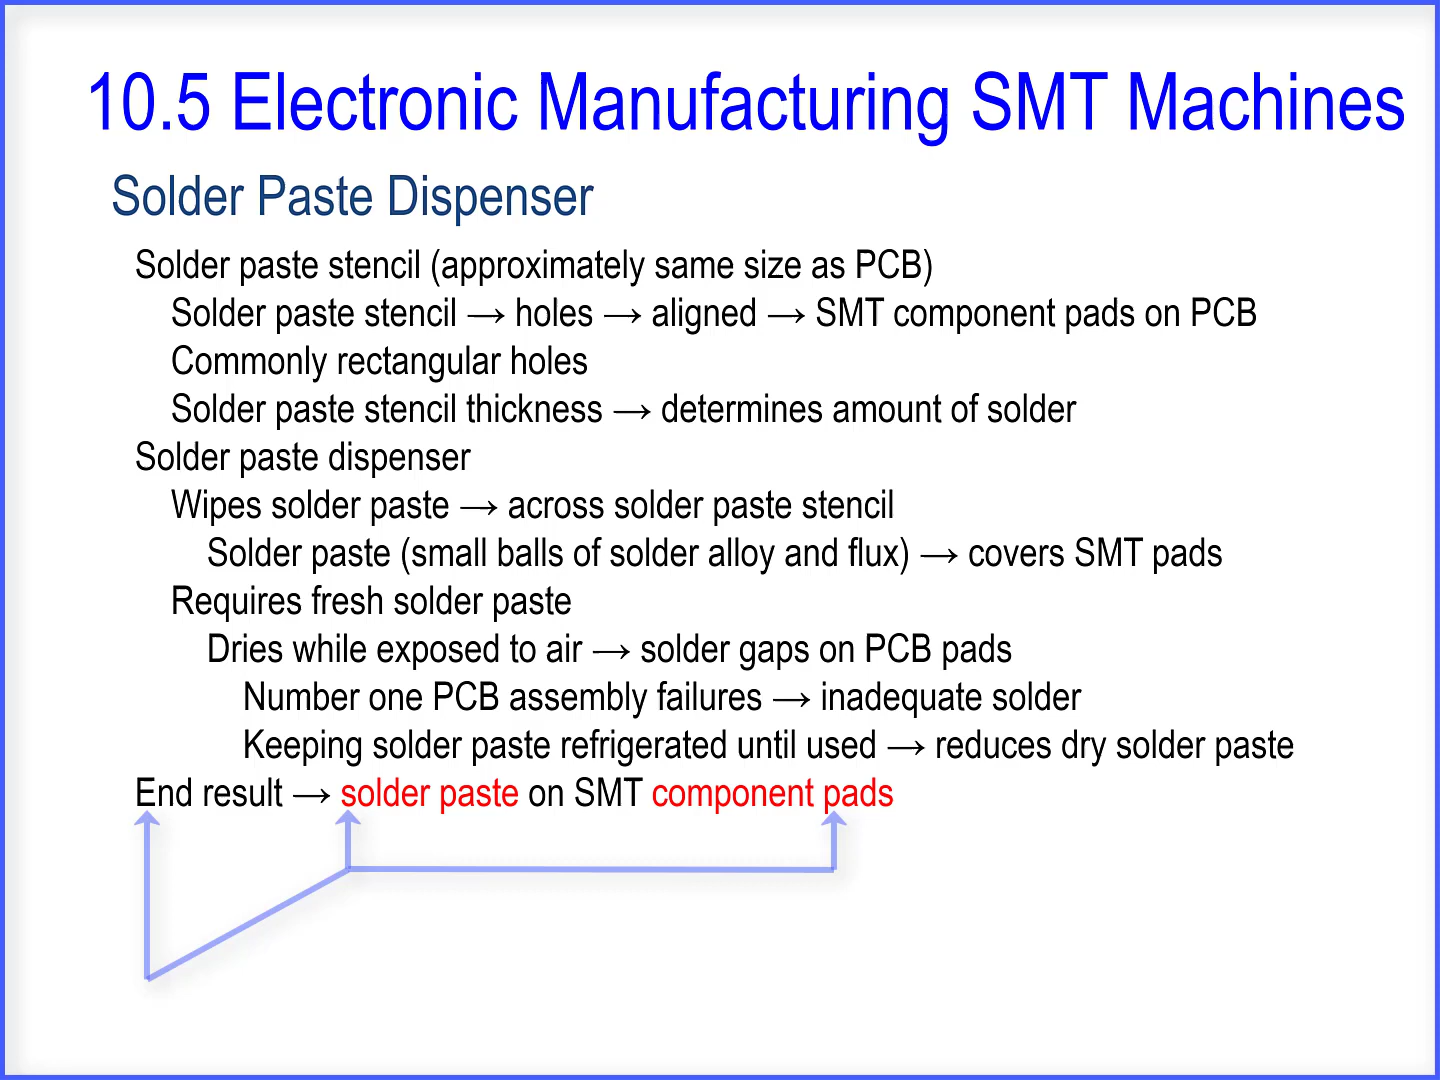 10.5 Electronic Manufacturing SMT Machines
Solder Paste Dispenser
Solder paste stencil (approximately same size as PCB)
Solder paste stencil → holes → aligned → SMT component pads on PCB
Commonly rectangular holes
Solder paste stencil thickness → determines amount of solder
Solder paste dispenser
Wipes solder paste → across solder paste stencil
Solder paste (small balls of solder alloy and flux) → covers SMT pads
Requires fresh solder paste
Dries while exposed to air → solder gaps on PCB pads
Number one PCB assembly failures → inadequate solder
Keeping solder paste refrigerated until used → reduces dry solder paste
End result → solder paste on SMT component pads